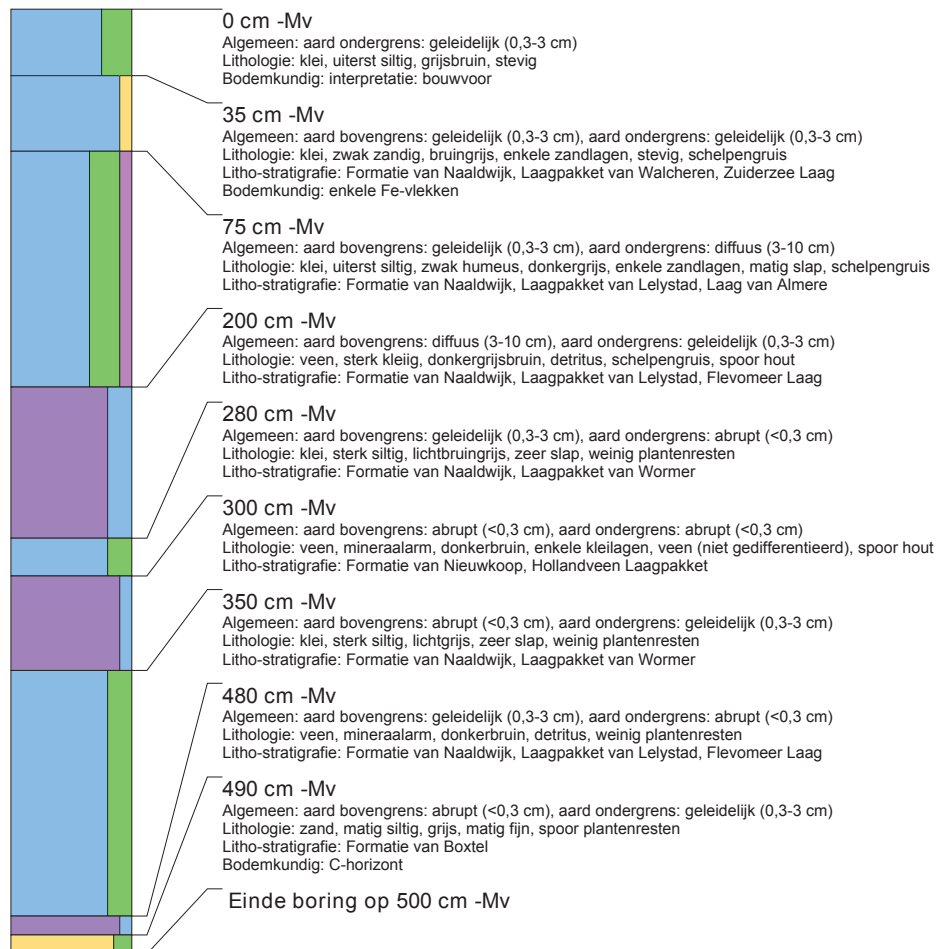 0 cm -Mv
Algemeen: aard ondergrens: geleidelijk (0,3-3 cm)
Lithologie: klei, uiterst siltig, grijsbruin, stevig
Bodemkundig: interpretatie: bouwvoor
35 cm -Mv
Algemeen: aard bovengrens: geleidelijk (0,3-3 cm), aard ondergrens: geleidelijk (0,3-3 cm)
Lithologie: klei, zwak zandig, bruingrijs, enkele zandlagen, stevig, schelpengruis
Litho-stratigrafie: Formatie van Naaldwijk, Laagpakket van Walcheren, Zuiderzee Laag
Bodemkundig: enkele Fe-vlekken
75 cm -Mv
Algemeen: aard bovengrens: geleidelijk (0,3-3 cm), aard ondergrens: diffuus (3-10 cm)
Lithologie: klei, uiterst siltig, zwak humeus, donkergrijs, enkele zandlagen, matig slap, schelpengruis
Litho-stratigrafie: Formatie van Naaldwijk, Laagpakket van Lelystad, Laag van Almere
200 cm -Mv
Algemeen: aard bovengrens: diffuus (3-10 cm), aard ondergrens: geleidelijk (0,3-3 cm)
Lithologie: veen, sterk kleiig, donkergrijsbruin, detritus, schelpengruis, spoor hout
Litho-stratigrafie: Formatie van Naaldwijk, Laagpakket van Lelystad, Flevomeer Laag
280 cm -Mv
Algemeen: aard bovengrens: geleidelijk (0,3-3 cm), aard ondergrens: abrupt (<0,3 cm)
Lithologie: klei, sterk siltig, lichtbruingrijs, zeer slap, weinig plantenresten
Litho-stratigrafie: Formatie van Naaldwijk, Laagpakket van Wormer
300 cm -Mv
Algemeen: aard bovengrens: abrupt (<0,3 cm), aard ondergrens: abrupt (<0,3 cm)
Lithologie: veen, mineraalarm, donkerbruin, enkele kleilagen, veen (niet gedifferentieerd), spoor hout
Litho-stratigrafie: Formatie van Nieuwkoop, Hollandveen Laagpakket
350 cm -Mv
Algemeen: aard bovengrens: abrupt (<0,3 cm), aard ondergrens: geleidelijk (0,3-3 cm)
Lithologie: klei, sterk siltig, lichtgrijs, zeer slap, weinig plantenresten
Litho-stratigrafie: Formatie van Naaldwijk, Laagpakket van Wormer
480 cm -Mv
Algemeen: aard bovengrens: geleidelijk (0,3-3 cm), aard ondergrens: abrupt (<0,3 cm)
Lithologie: veen, mineraalarm, donkerbruin, detritus, weinig plantenresten
Litho-stratigrafie: Formatie van Naaldwijk, Laagpakket van Lelystad, Flevomeer Laag
490 cm -Mv
Algemeen: aard bovengrens: abrupt (<0,3 cm), aard ondergrens: geleidelijk (0,3-3 cm)
Lithologie: zand, matig siltig, grijs, matig fijn, spoor plantenresten
Litho-stratigrafie: Formatie van Boxtel
Bodemkundig: C-horizont
Einde boring op 500 cm -Mv